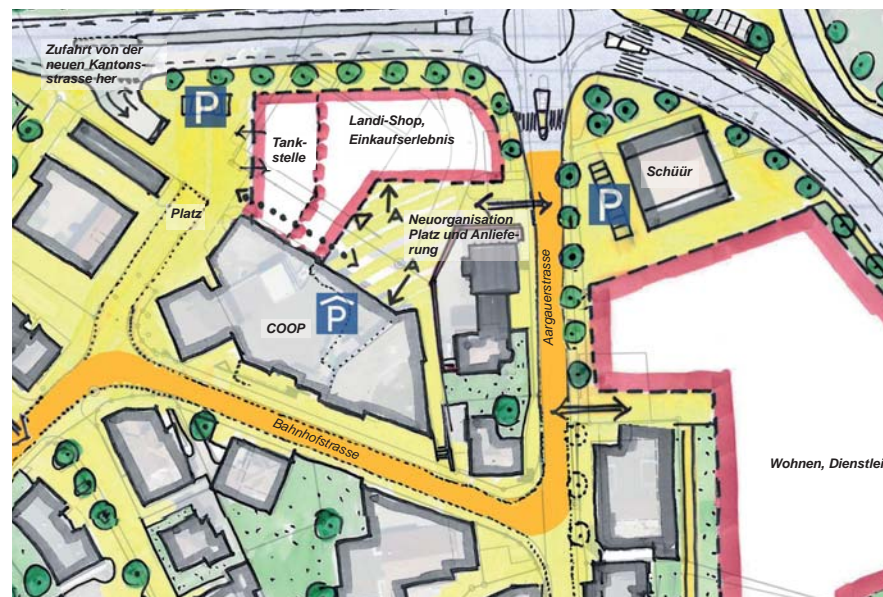 Zufahrt von der
neuen Kantons-
strasse her
P
Landi-Shop,
Einkaufserlebnis
Tank-
stelle
Schüür
P
Platz
Neuorganisation
Platz und Anliefe-
rung
A
A
A
Aargauerstrasse
COOP
P
Bahnhofstrasse
Wohnen, Dienstlei